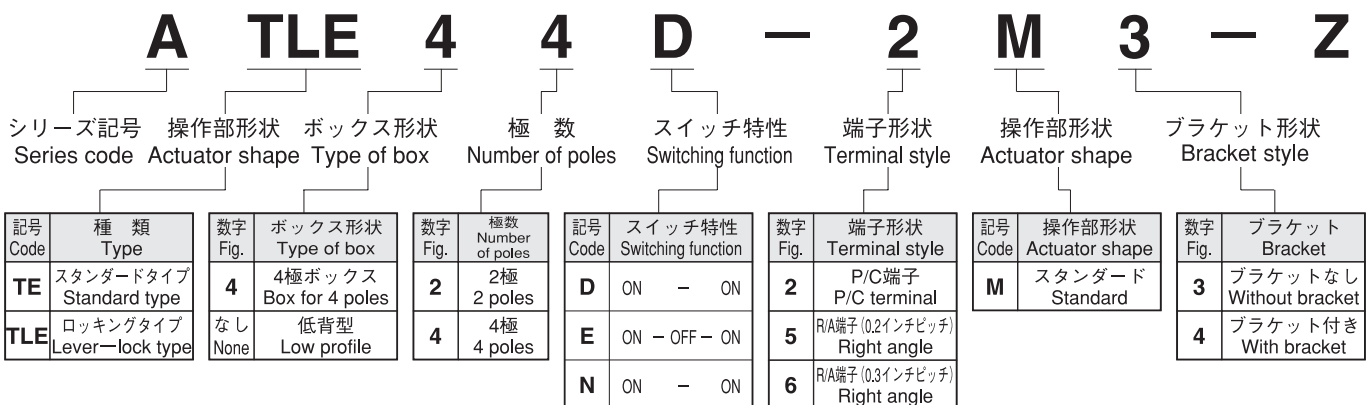 A TLE 4 4 D - 2 M 3 - Z
シリーズ記号 操作部形状 ボックス形状 極 数 スイッチ特性 端子形状 操作部形状 ブラケット形状
Series code Actuator shape Type of box Number of poles Switching function Terminal style Actuator shape Bracket style
記号 種 類
Code Type
TE スタンダードタイプ
Standard type
TLE ロッキングタイプ
Lever-lock type
数字 ボックス形状
Fig. Type of box
4 4極ボックス
Box for 4 poles
なし 低背型
None Low profile
数字 極数
Fig. Number
of poles
2 2極
2 poles
4 4極
4 poles
記号 スイッチ特性
Code Switching function
D ON - ON
E ON - OFF - ON
N ON - ON
数字 端子形状
Fig. Terminal style
2 P/C端子
P/C terminal
5 R/A端子(0.2インチピッチ)
Right angle
6 R/A端子(0.3インチピッチ)
Right angle
記号 操作部形状
Code Actuator shape
M スタンダード
Standard
数字 ブラケット
Fig. Bracket
3 ブラケットなし
Without bracket
4 ブラケット付き
With bracket